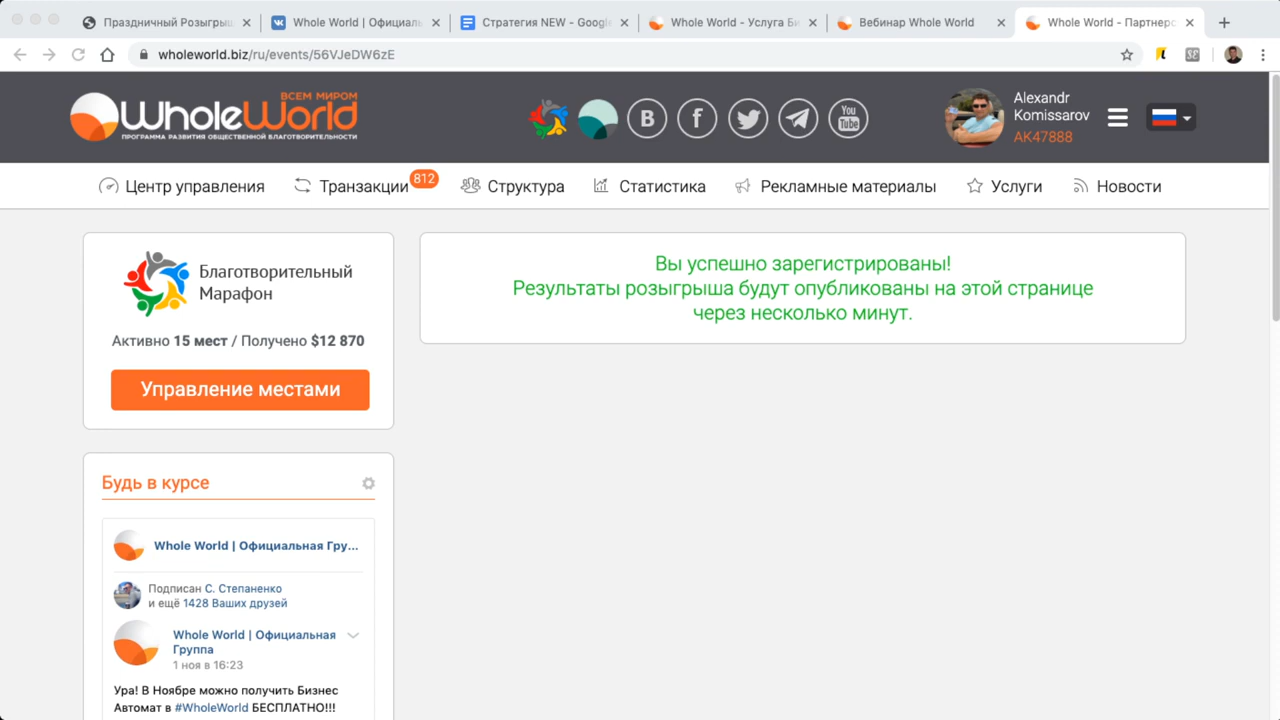 Праздничный Розыгрыш
Whole World | Официаль
Стратегия NEW - Google
Whole World - Услуга Би
Вебинар Whole World
Whole World - Партнерс
wholeworld.biz/ru/events/56VJeDW6zE
ВСЕМ МИРОМ
WholeWorld
ПРОГРАММА РАЗВИТИЯ ОБЩЕСТВЕННОЙ БЛАГОТВОРИТЕЛЬНОСТИ
B
f
You
Tube
Alexandr
Komissarov
AK47888
Центр управления
Транзакции
812
Структура
Статистика
Рекламные материалы
Услуги
Новости
Благотворительный
Марафон
Активно 15 мест / Получено $12 870
Управление местами
Вы успешно зарегистрированы!
Результаты розыгрыша будут опубликованы на этой странице
через несколько минут.
Будь в курсе
Whole World | Официальная Гру...
Подписан С. Степаненко
и ещё 1428 Ваших друзей
Whole World | Официальная
Группа
1 ноя в 16:23
Ура! В Ноябре можно получить Бизнес
Автомат в #WholeWorld БЕСПЛАТНО!!!